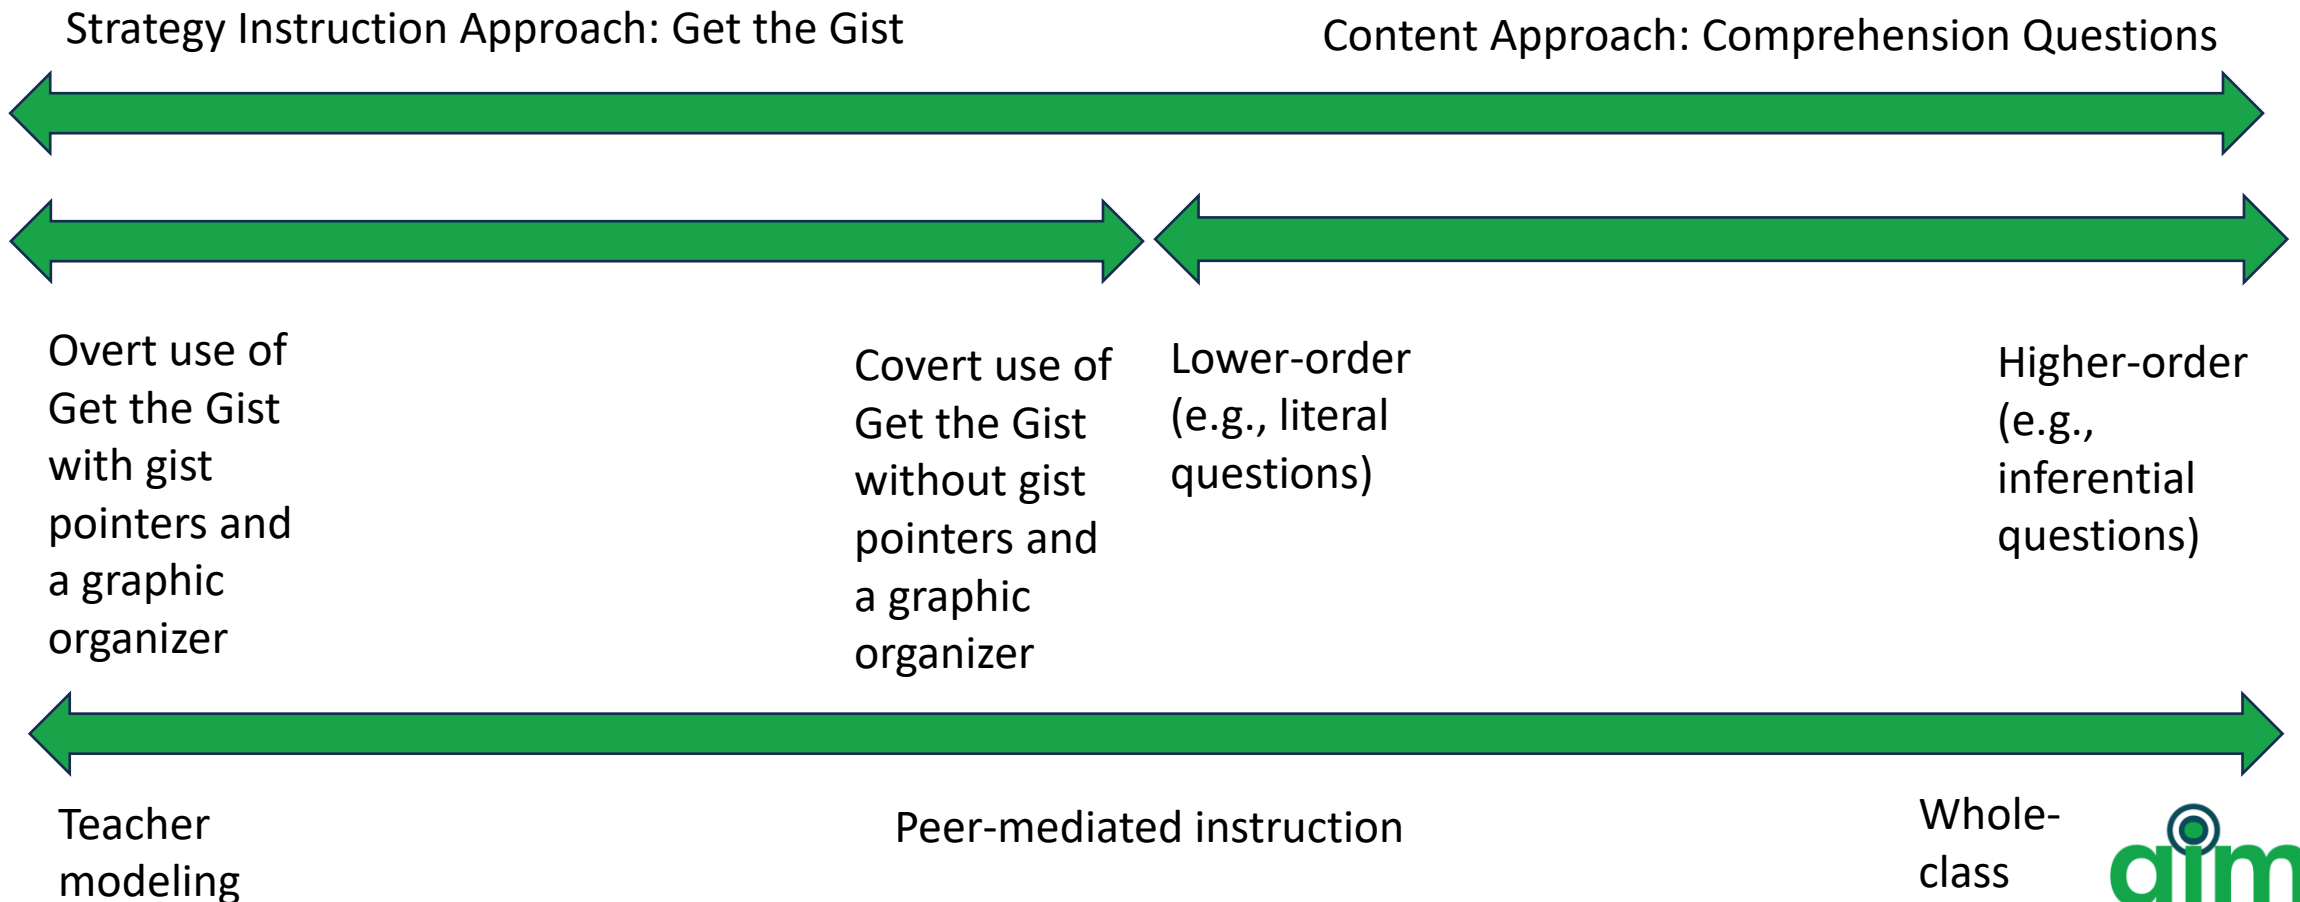 Strategy Instruction Approach: Get the Gist
Content Approach: Comprehension Questions
Overt use of
Get the Gist
with gist
pointers and
a graphic
organizer
Covert use of
Get the Gist
without gist
pointers and
a graphic
organizer
Lower-order
(e.g., literal
questions)
Higher-order
(e.g.,
inferential
questions)
Teacher
modeling
Peer-mediated instruction
Whole-
class
aim